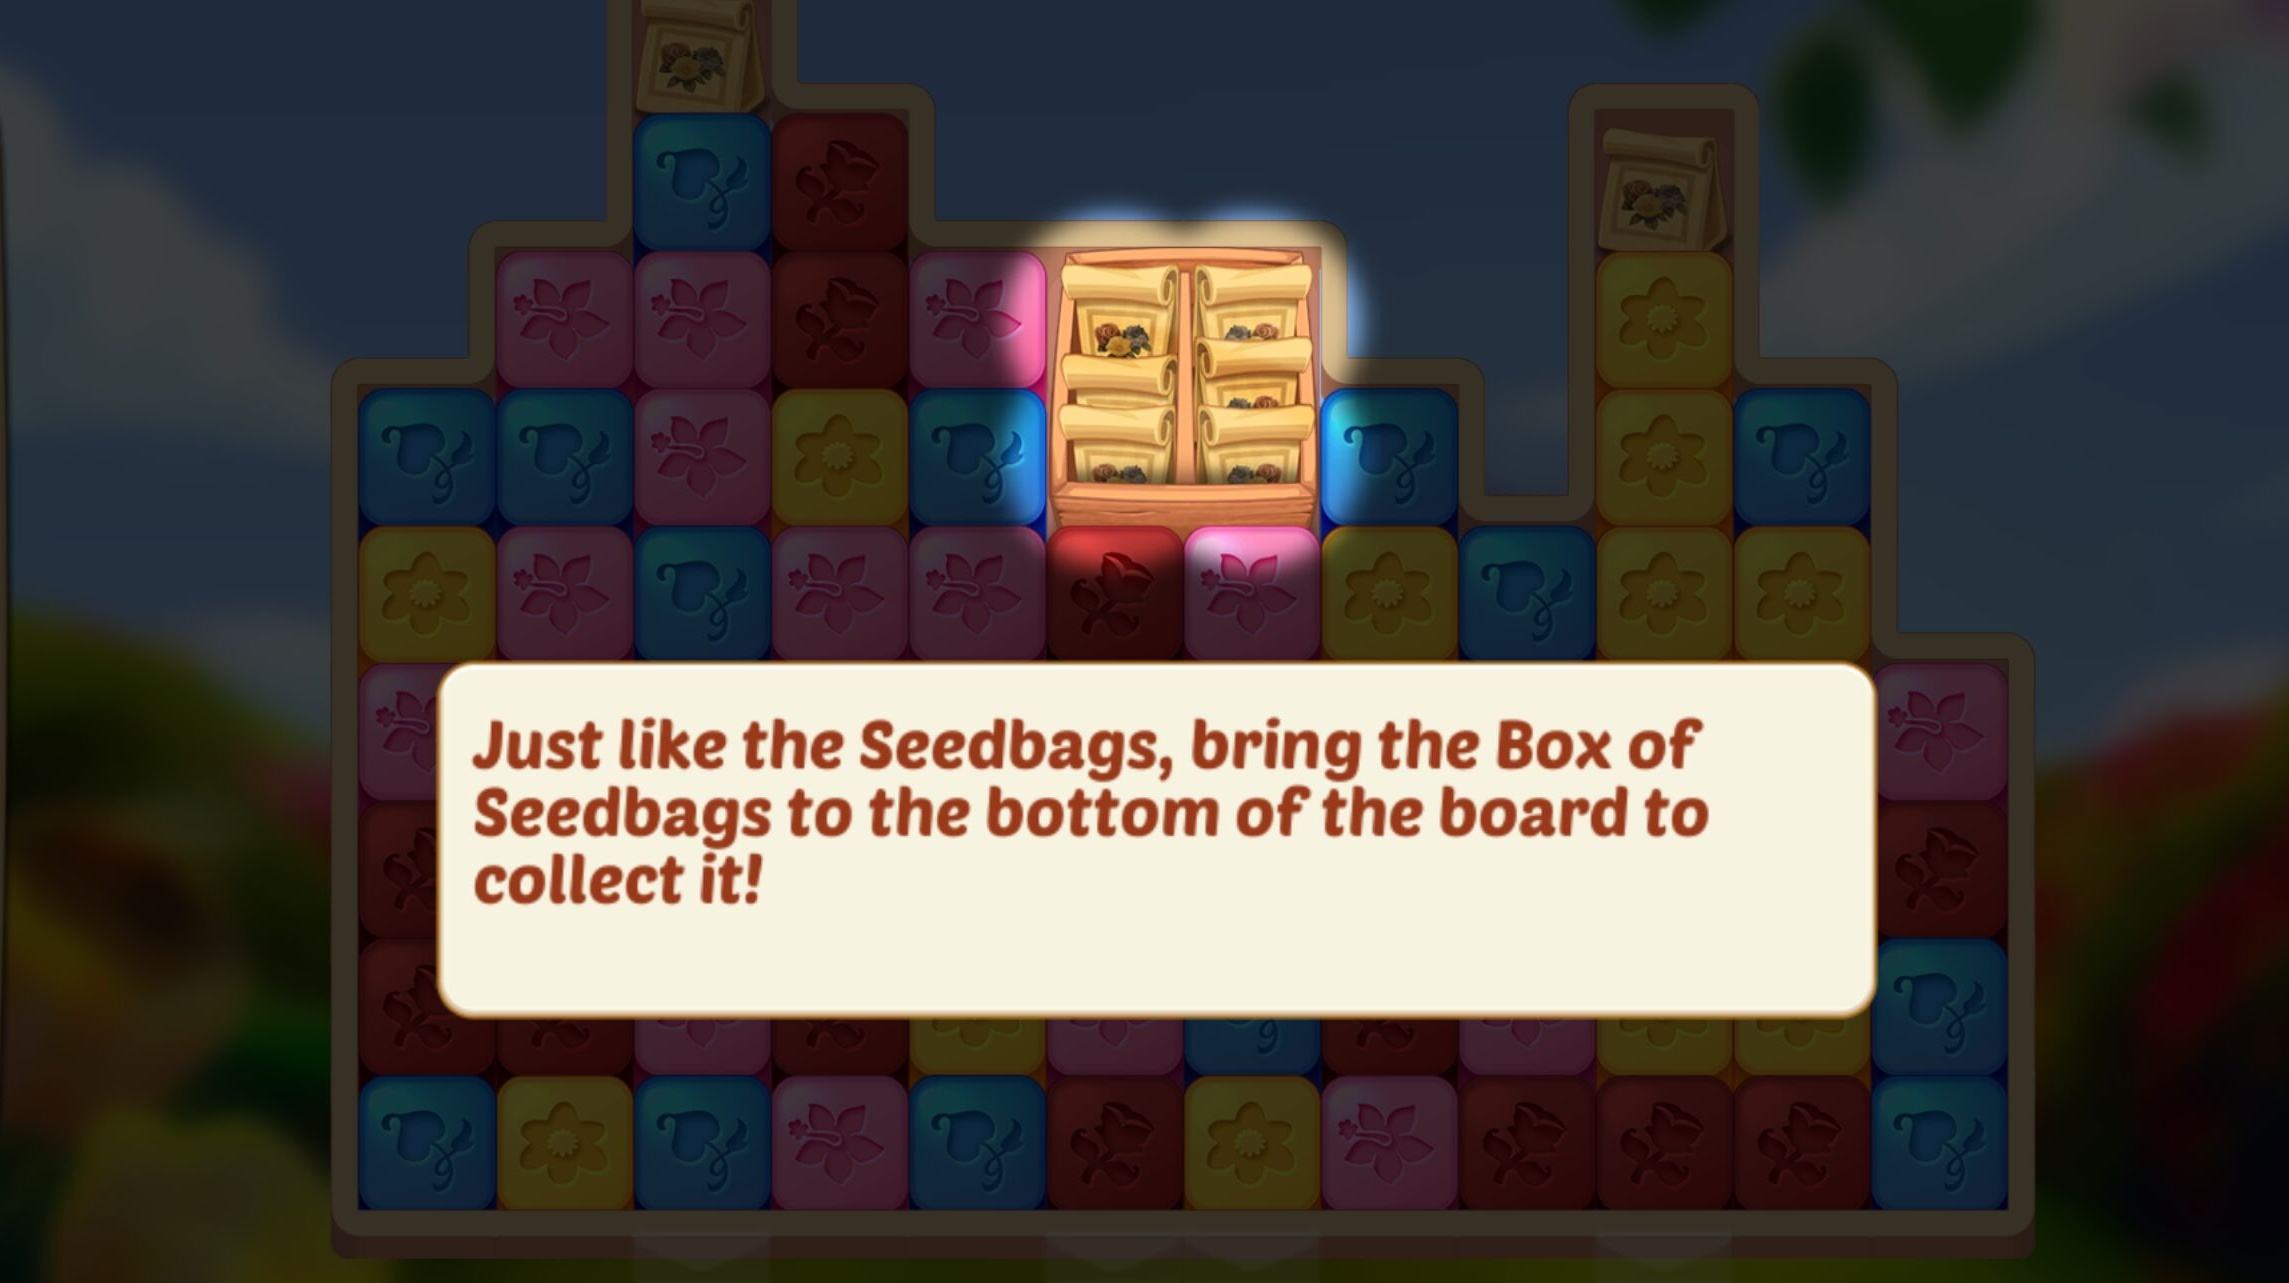 Just like the Seedbags, bring the Box of
Seedbags to the bottom of the board to
collect it!